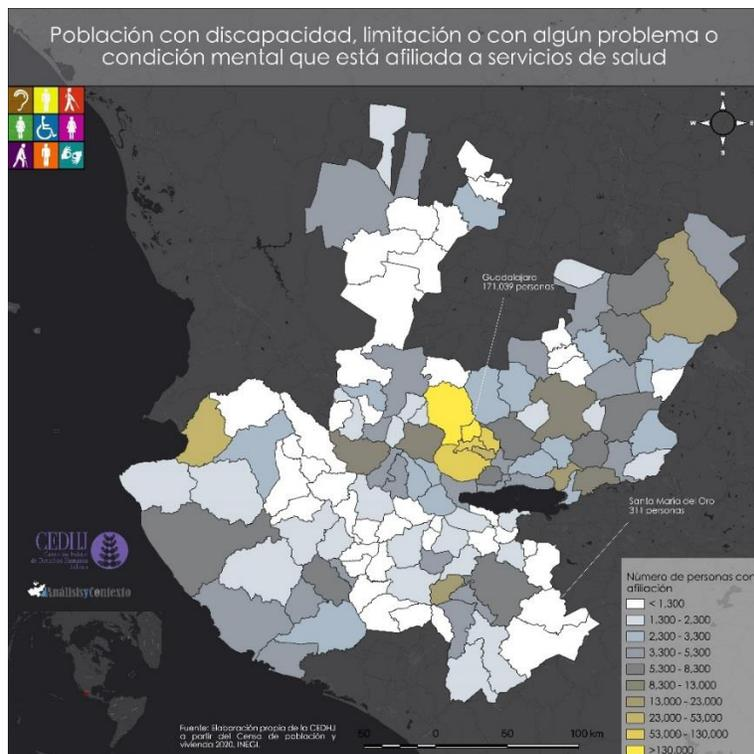 Población con discapacidad, limitación o con algún problema o
condición mental que está afiliada a servicios de salud
N
W E
S
Guadalajara
171,039 personas
Santa María del Oro
311 personas
CEDHJ
AnálisisyContexto
Número de personas con
afiliación
< 1,300
1,300 - 2,300
2,300 - 3,300
3,300 - 5,300
5,300 - 8,300
8,300 - 13,000
13,000 - 23,000
23,000 - 53,000
53,000 - 130,000
>130,000
Fuente: Elaboración propia de la CEDHJ
a partir del Censo de población y
vivienda 2020, INEGI.
50 0 50 100 km